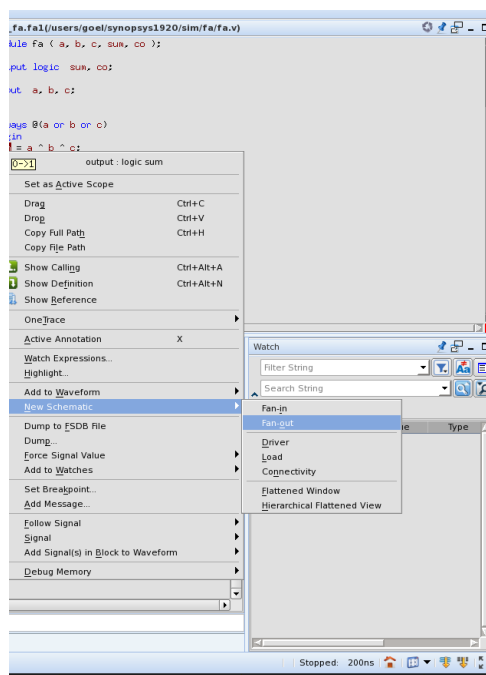 _fa.fa1(/users/goel/synopsys1920/sim/fa/fa.v)
dule fa ( a, b, c, sum, co );
put logic sum, co;
out a, b, c;
ways @(a or b or c)
gin
= a ^ b ^ c;
0->1 output : logic sum
Set as Active Scope
Drag Ctrl+C
Drop Ctrl+V
Copy Full Path Ctrl+H
Copy File Path
Show Calling Ctrl+Alt+A
Show Definition Ctrl+Alt+N
Show Reference
OneTrace
Active Annotation X
Watch Expressions...
Highlight...
Add to Waveform
New Schematic
Dump to FSDB File
Dump...
Force Signal Value
Add to Watches
Set Breakpoint...
Add Message...
Follow Signal
Signal
Add Signal(s) in Block to Waveform
Debug Memory
Watch
Filter String
Search String
ue Type
Fan-in
Fan-out
Driver
Load
Connectivity
Flattened Window
Hierarchical Flattened View
Stopped: 200ns